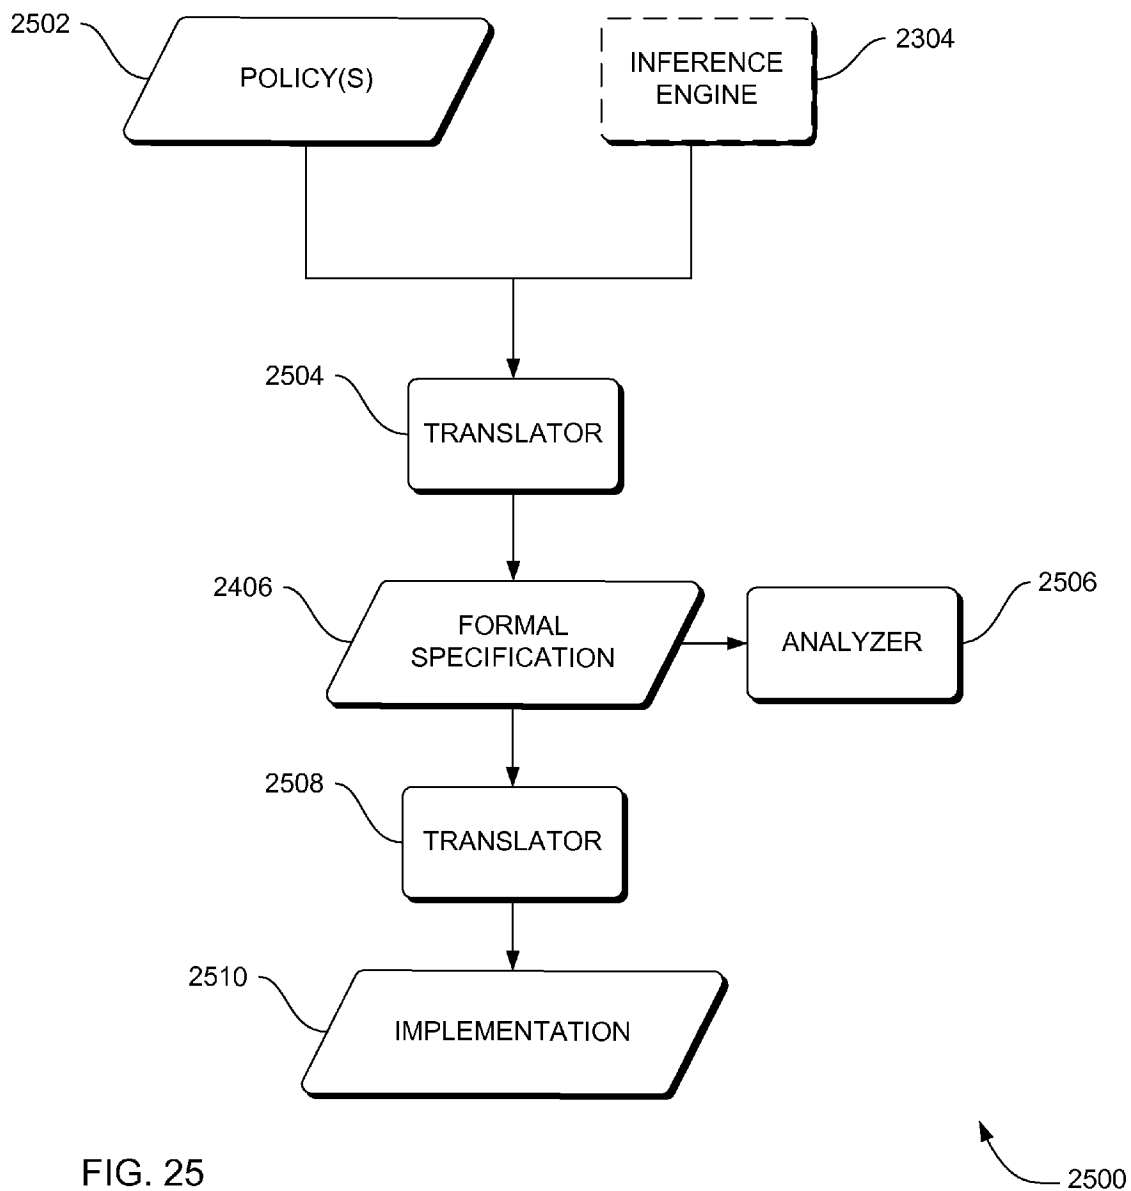 2502
POLICY(S)
INFERENCE
ENGINE
2304
2504
TRANSLATOR
2406
FORMAL
SPECIFICATION
ANALYZER
2506
2508
TRANSLATOR
2510
IMPLEMENTATION
FIG. 25
2500